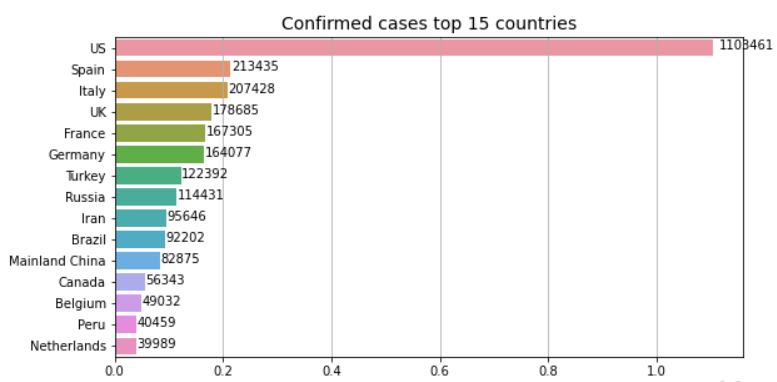 Confirmed cases top 15 countries
US 1103461
Spain 213435
Italy 207428
UK 178685
France 167305
Germany 164077
Turkey 122392
Russia 114431
Iran 95646
Brazil 92202
Mainland China 82875
Canada 56343
Belgium 49032
Peru 40459
Netherlands 39989
0.0 0.2 0.4 0.6 0.8 1.0